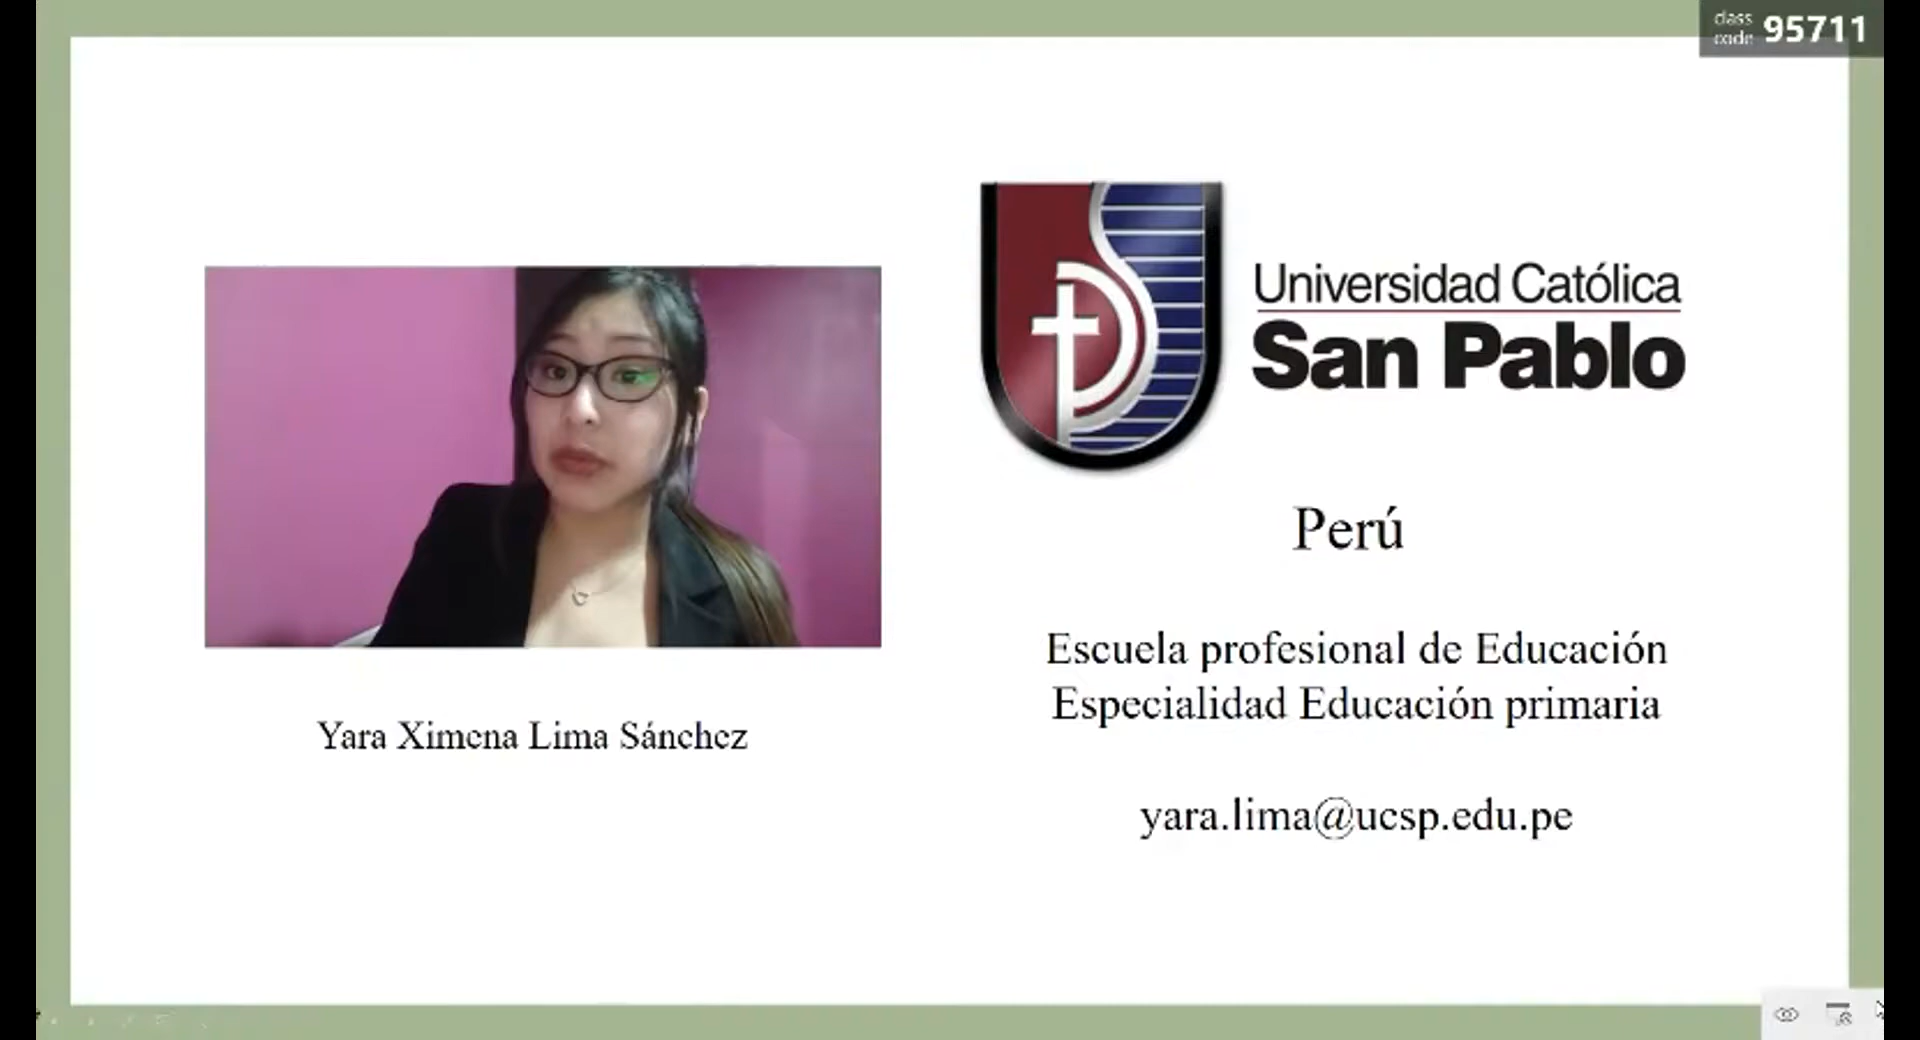 class
code 95711
Universidad Católica
San Pablo
Perú
Escuela profesional de Educación
Especialidad Educación primaria
Yara Ximena Lima Sánchez
yara.lima@ucsp.edu.pe